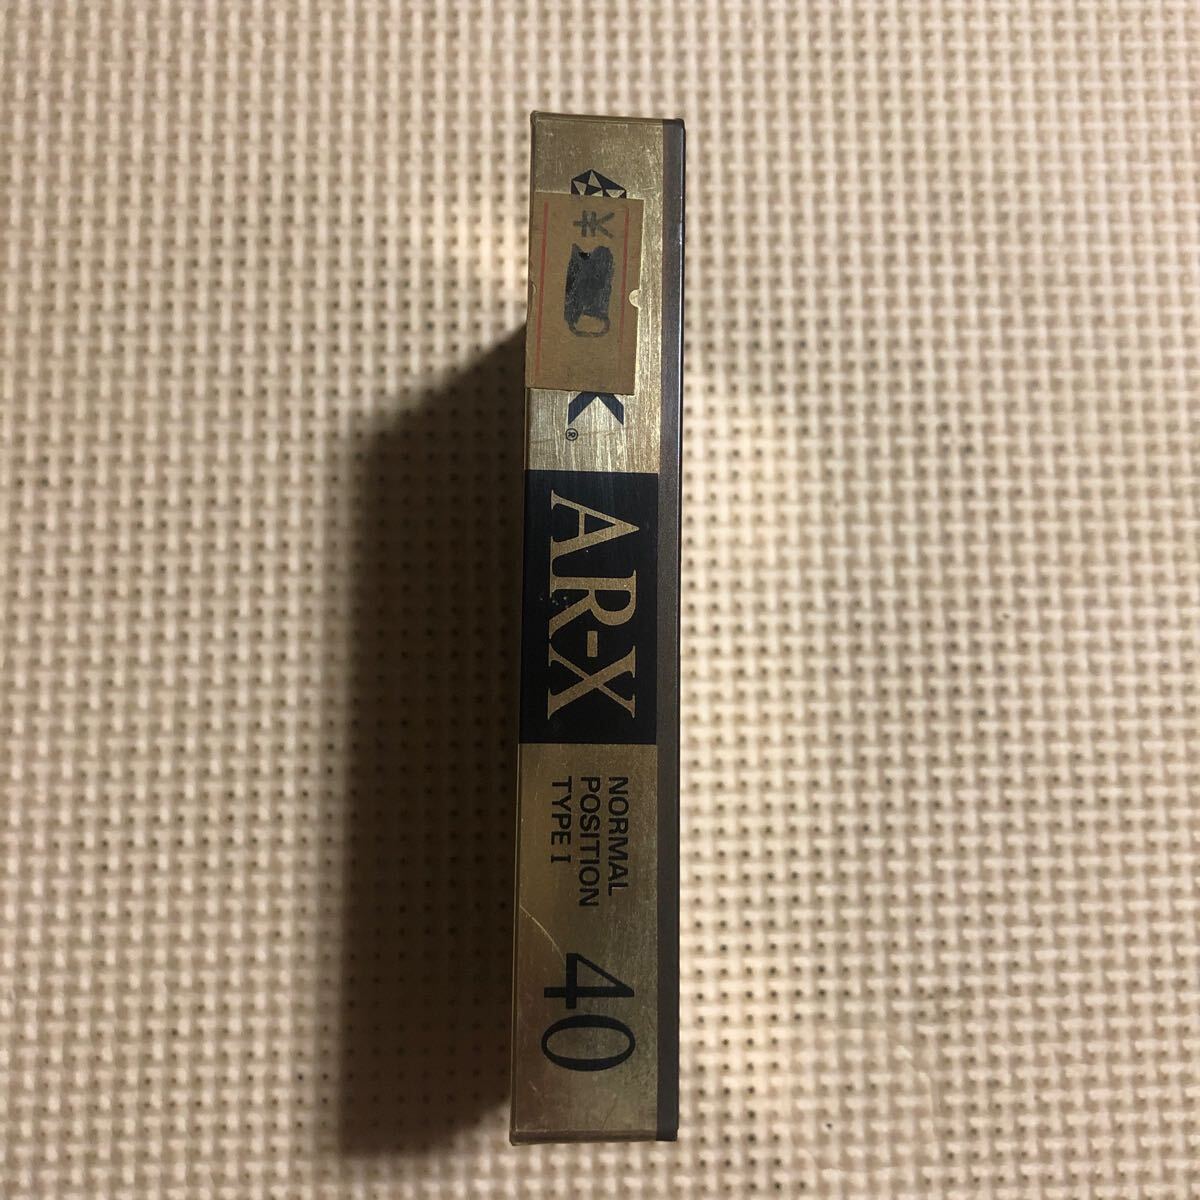 ¥
K®
AR-X
NORMAL
POSITION
TYPE I
40